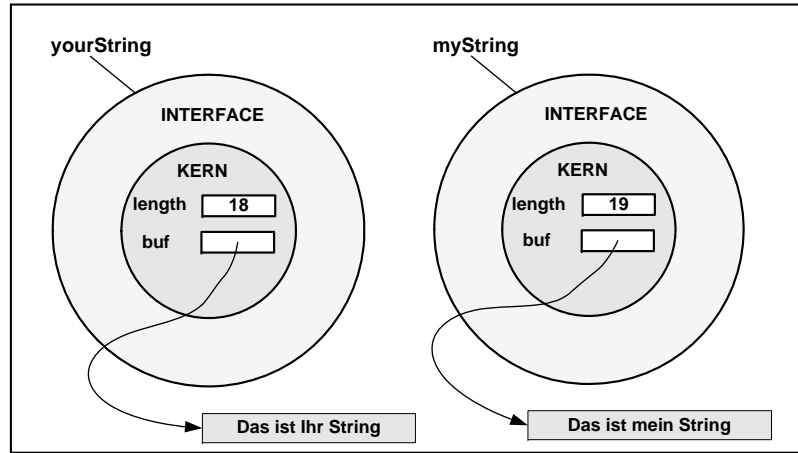 yourString
INTERFACE
KERN
length 18
buf
Das ist Ihr String
myString
INTERFACE
KERN
length 19
buf
Das ist mein String